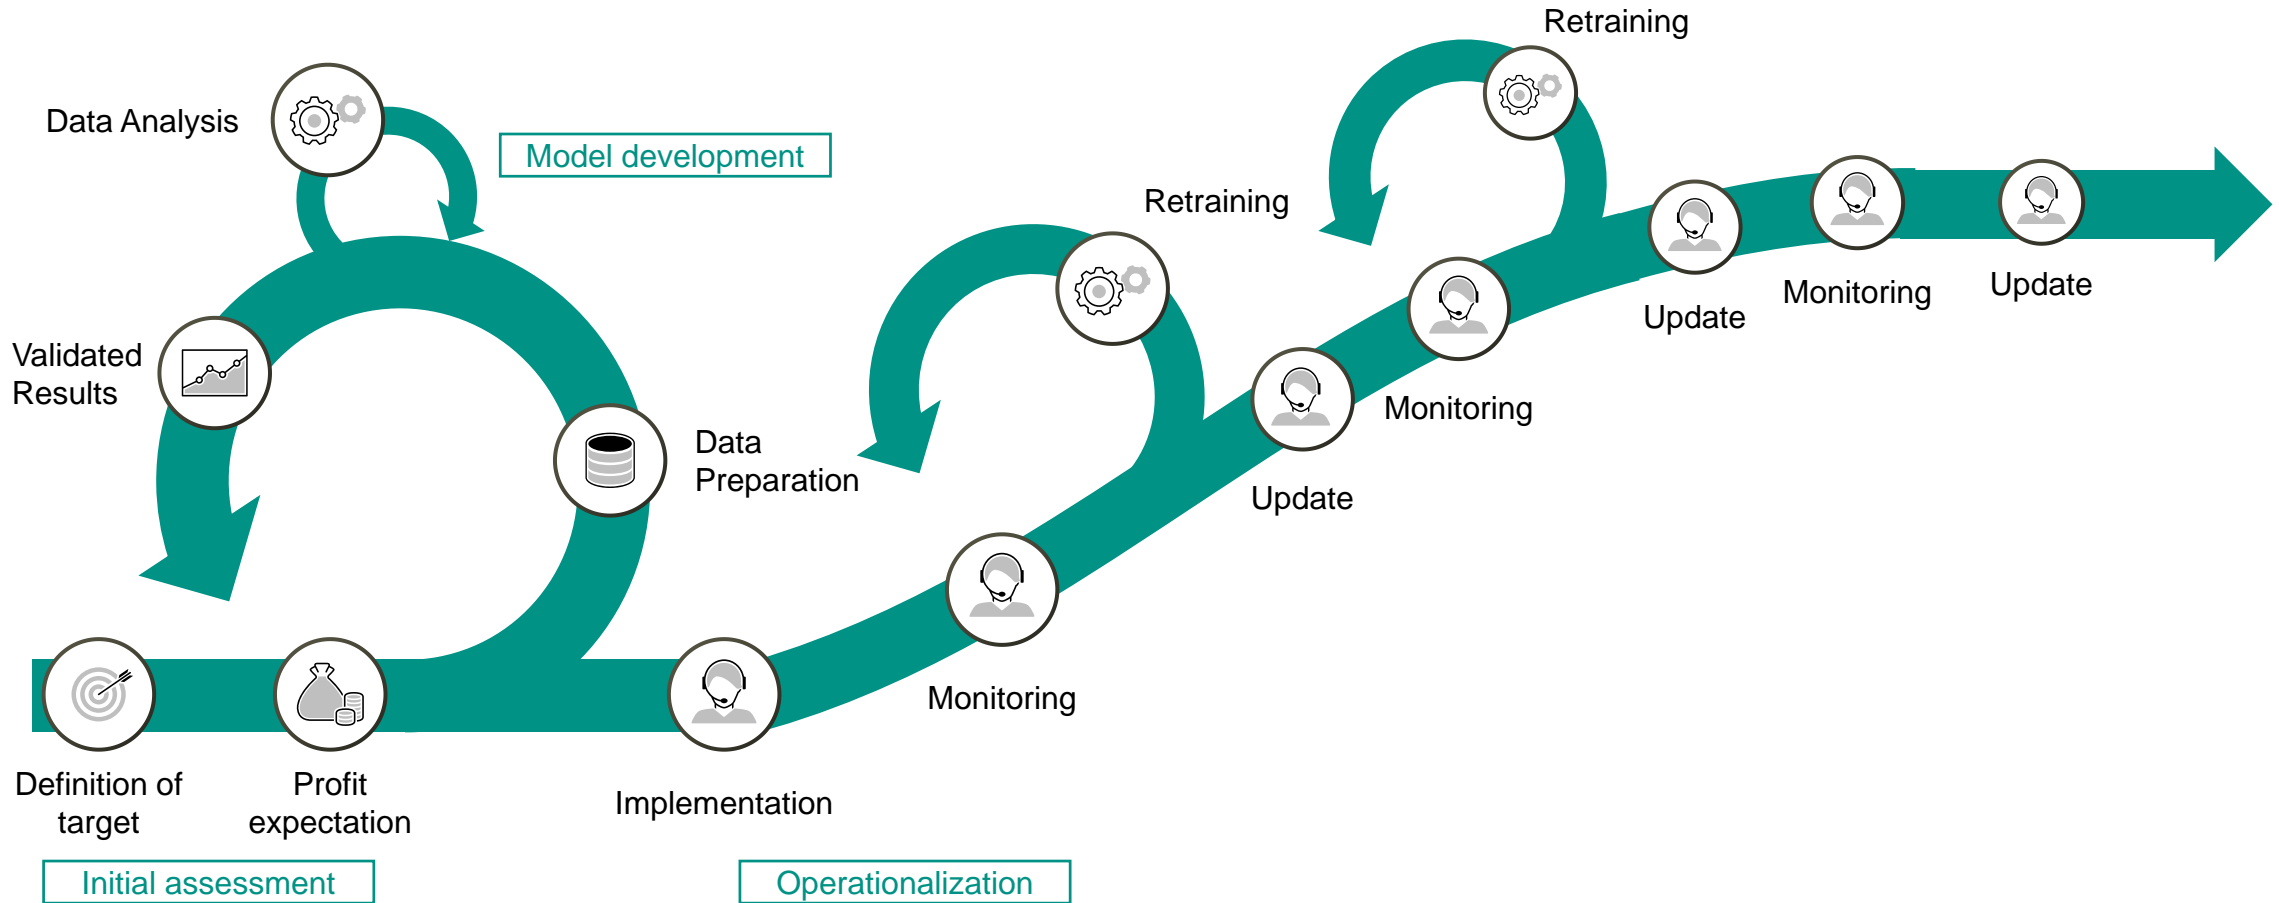 Retraining
Data Analysis
Model development
Retraining
Validated
Results
Data
Preparation
Update
Monitoring
Update
Monitoring
Update
Monitoring
Definition of
target
Profit
expectation
Implementation
Initial assessment
Operationalization